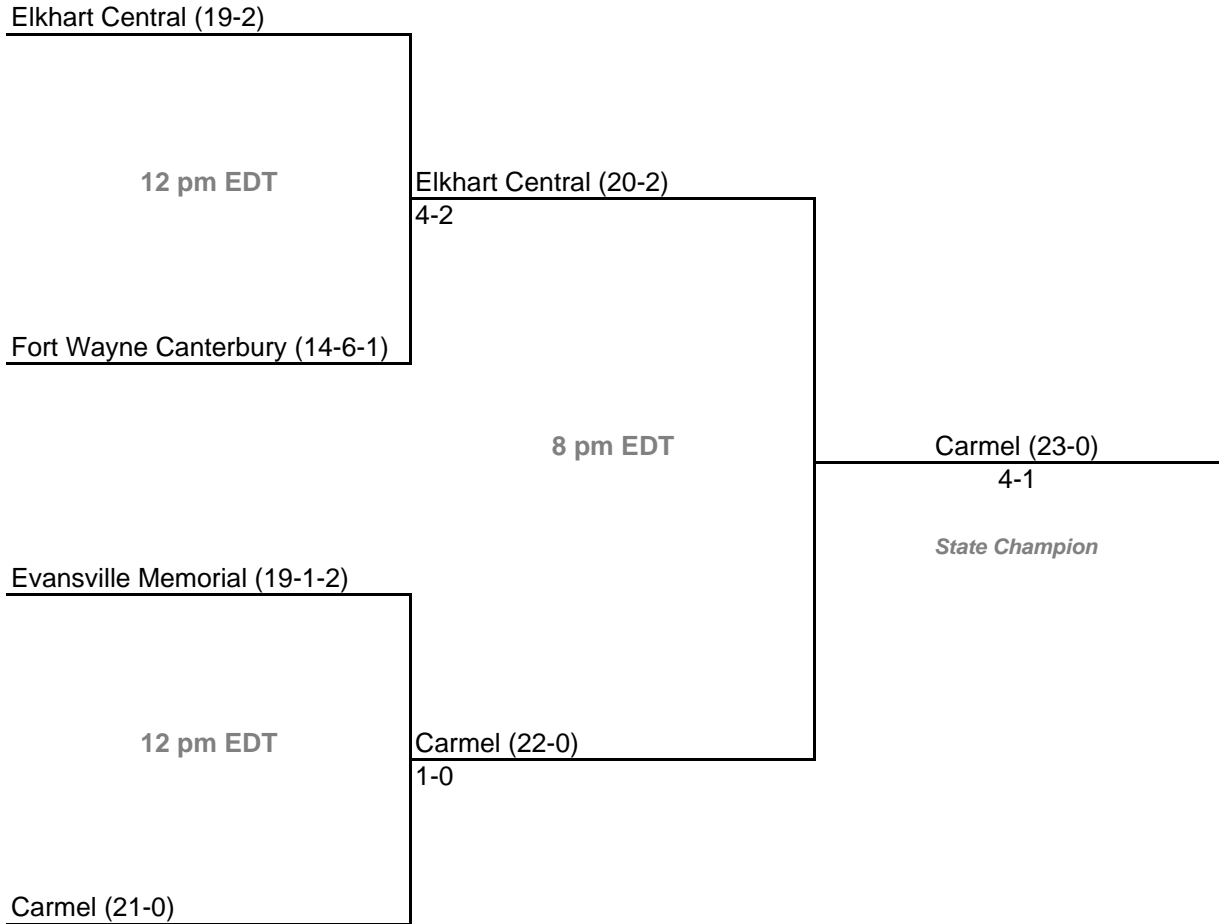 Elkhart Central (19-2)
12 pm EDT
Elkhart Central (20-2)
4-2
Fort Wayne Canterbury (14-6-1)
8 pm EDT
Carmel (23-0)
4-1
State Champion
Evansville Memorial (19-1-2)
12 pm EDT
Carmel (22-0)
1-0
Carmel (21-0)